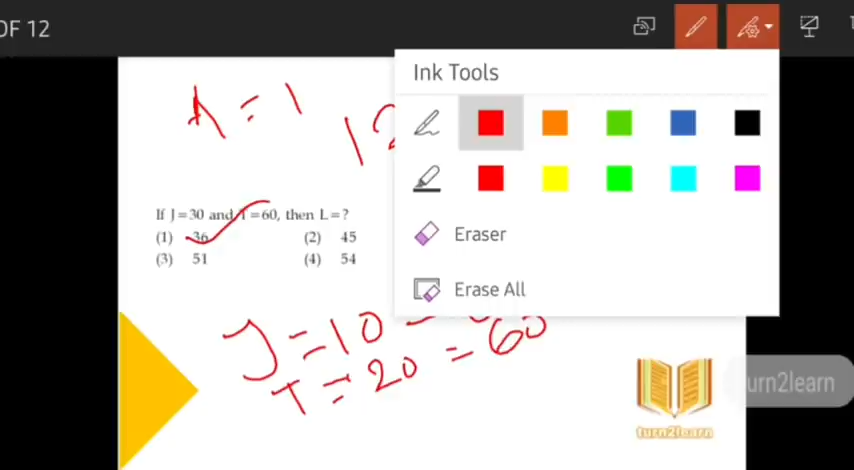 OF 12
Ink Tools
A = 1
12
If J=30 and T=60, then L=?
(1) 36 (2) 45
(3) 51 (4) 54
Eraser
Erase All
J = 10 =
T = 20 = 60
turn2learn
urn2learn